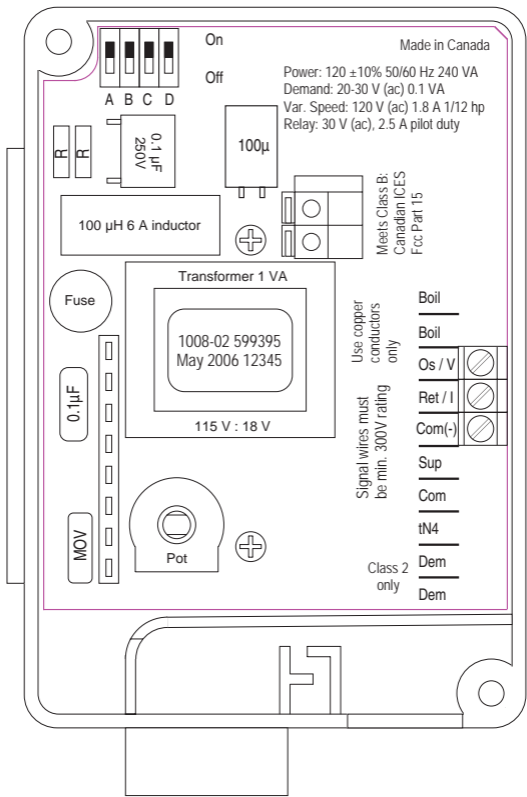 On
Off
A B C D
Made in Canada
Power: 120 ±10% 50/60 Hz 240 VA
Demand: 20-30 V (ac) 0.1 VA
Var. Speed: 120 V (ac) 1.8 A 1/12 hp
Relay: 30 V (ac), 2.5 A pilot duty
R
R
0.1 µF
250V
100µ
Meets Class B:
Canadian ICES
Fcc Part 15
100 µH 6 A inductor
Transformer 1 VA
Fuse
1008-02 599395
May 2006 12345
115 V : 18 V
0.1µF
MOV
Pot
Use copper
conductors
only
Signal wires must
be min. 300V rating
Class 2
only
Boil
Boil
Os / V
Ret / I
Com(-)
Sup
Com
tN4
Dem
Dem